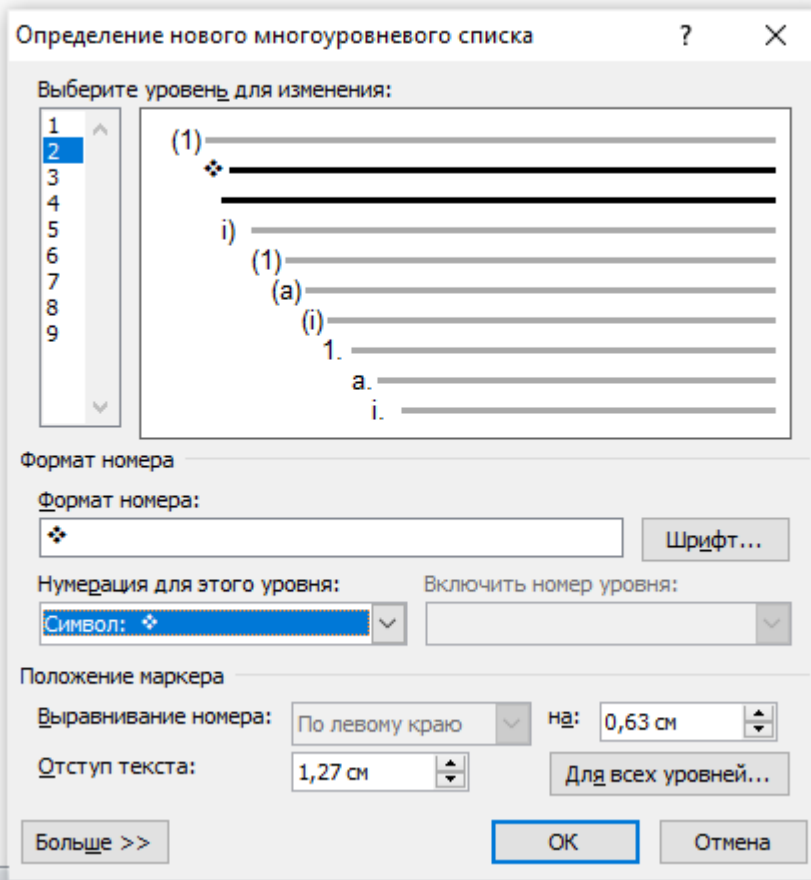 Определение нового многоуровневого списка ? ×
Выберите уровень для изменения:
1
2
3
4
5
6
7
8
9
(1)
❖
i)
(1)
(a)
(i)
1.
a.
i.
Формат номера
Формат номера:
❖ Шрифт...
Нумерация для этого уровня: Включить номер уровня:
Символ: ❖
Положение маркера
Выравнивание номера: По левому краю на: 0,63 см
Отступ текста: 1,27 см Для всех уровней...
Больше >> ОК Отмена